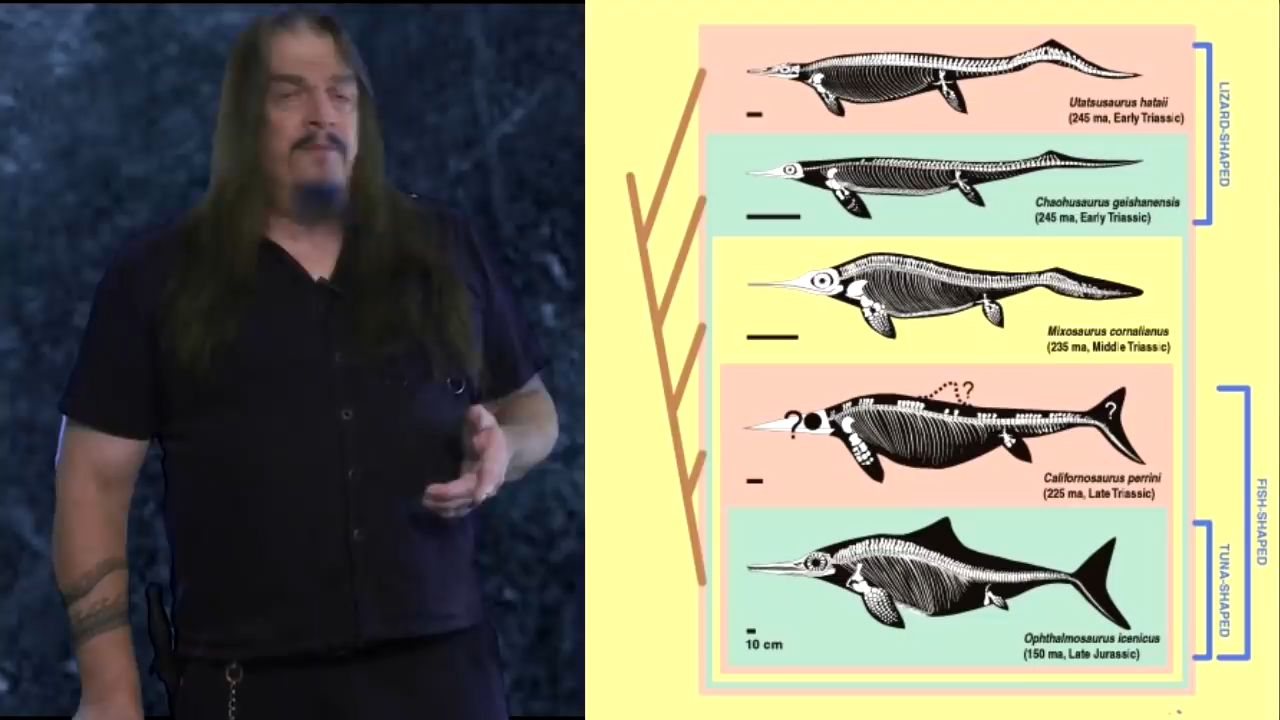 Utatsusaurus hataii
(245 ma, Early Triassic)
LIZARD-SHAPED
Chaohusaurus geishanensis
(245 ma, Early Triassic)
Mixosaurus cornalianus
(235 ma, Middle Triassic)
?
?
?
Californosaurus perrini
(225 ma, Late Triassic)
FISH-SHAPED
TUNA-SHAPED
10 cm
Ophthalmosaurus icenicus
(150 ma, Late Jurassic)